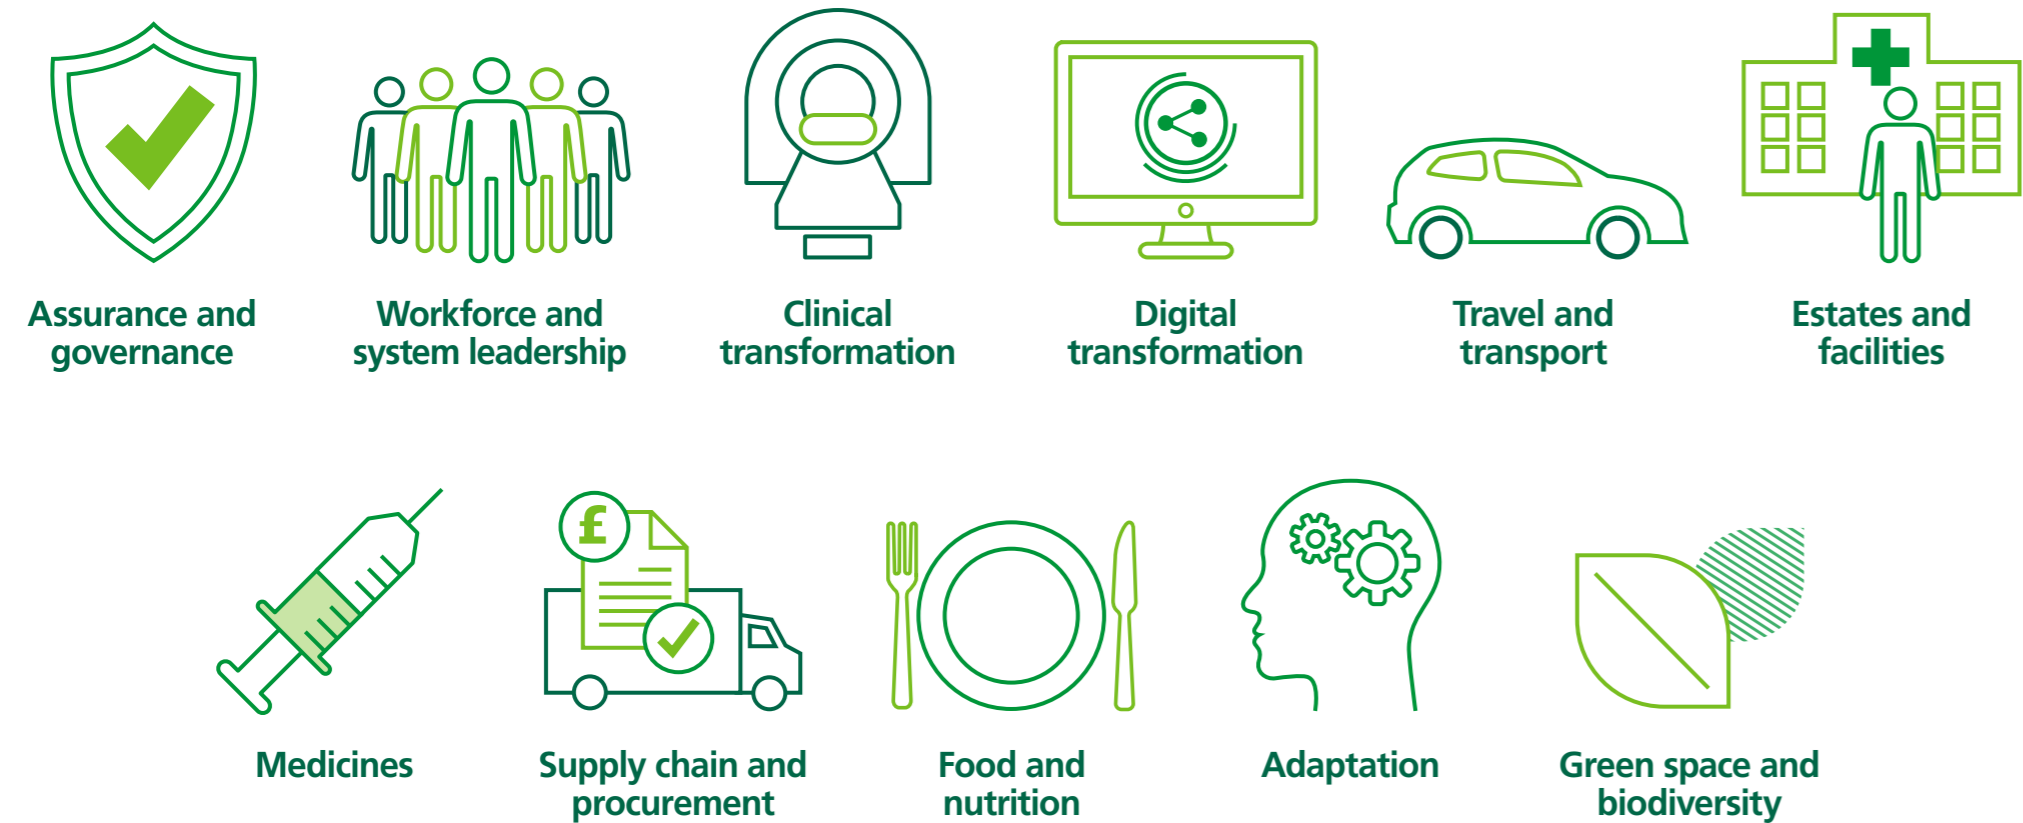 Assurance and
governance
Workforce and
system leadership
Clinical
transformation
Digital
transformation
Travel and
transport
Estates and
facilities
Medicines
£
Supply chain and
procurement
Food and
nutrition
Adaptation
Green space and
biodiversity